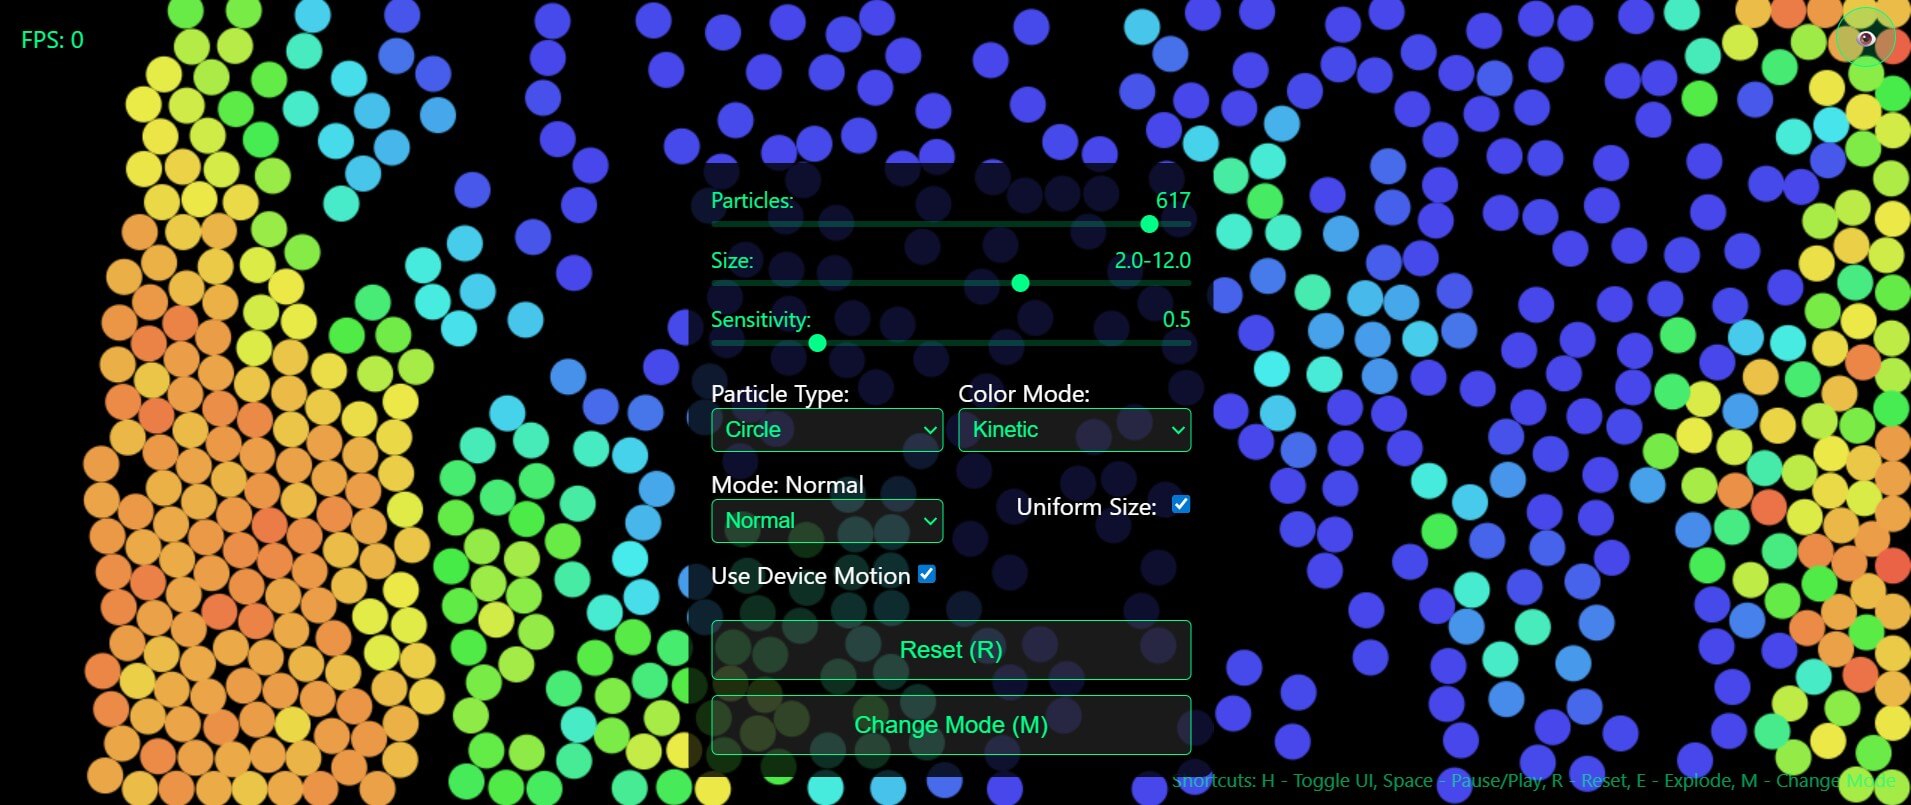 FPS: 0
Particles: 617
Size: 2.0-12.0
Sensitivity: 0.5
Particle Type: Color Mode:
Circle Kinetic
Mode: Normal
Normal
Uniform Size:
Use Device Motion
Reset (R)
Change Mode (M)
Shortcuts: H - Toggle UI, Space - Pause/Play, R - Reset, E - Explode, M - Change Mode